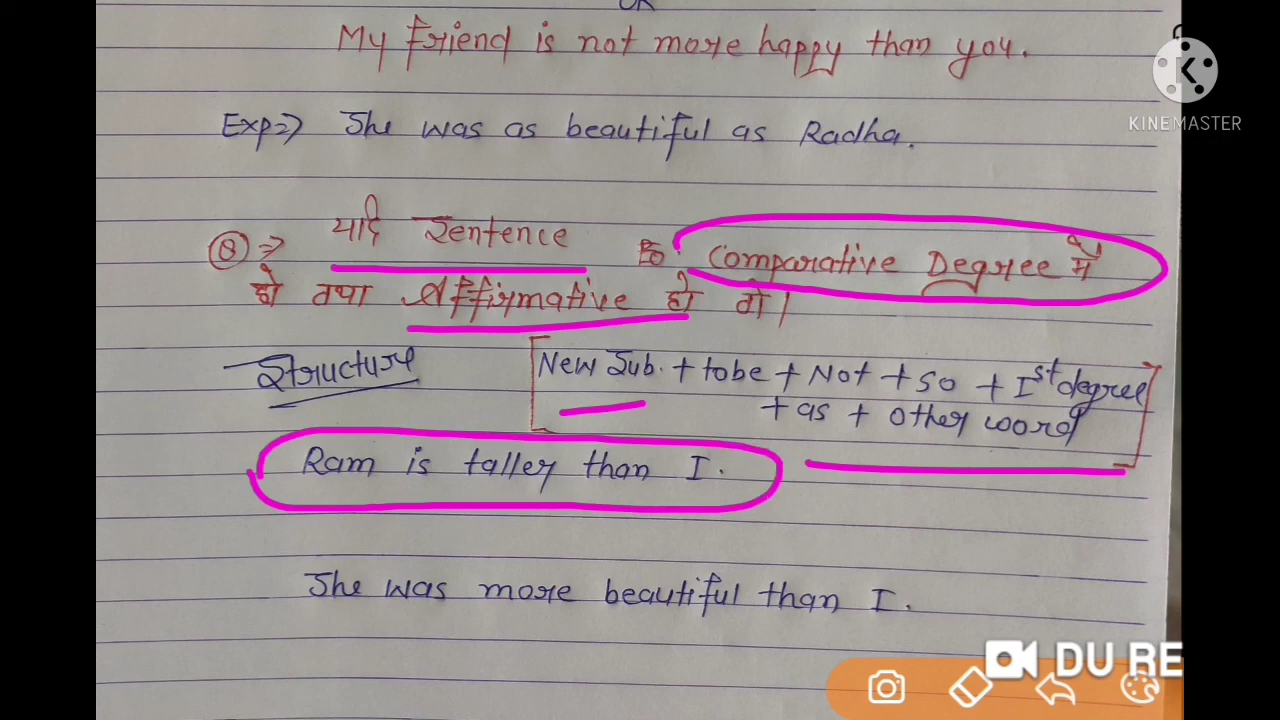 OR
My friend is not more happy than you.
KINEMASTER
Exp⇒ She was as beautiful as Radha.
⑧⇒ यदि Sentence Comparative Degree में
हो तथा Affirmative हो तो।
Structure [New Sub. + tobe + Not + So + Ist degree
+ as + Other word]
Ram is taller than I.
She was more beautiful than I.
DU RE